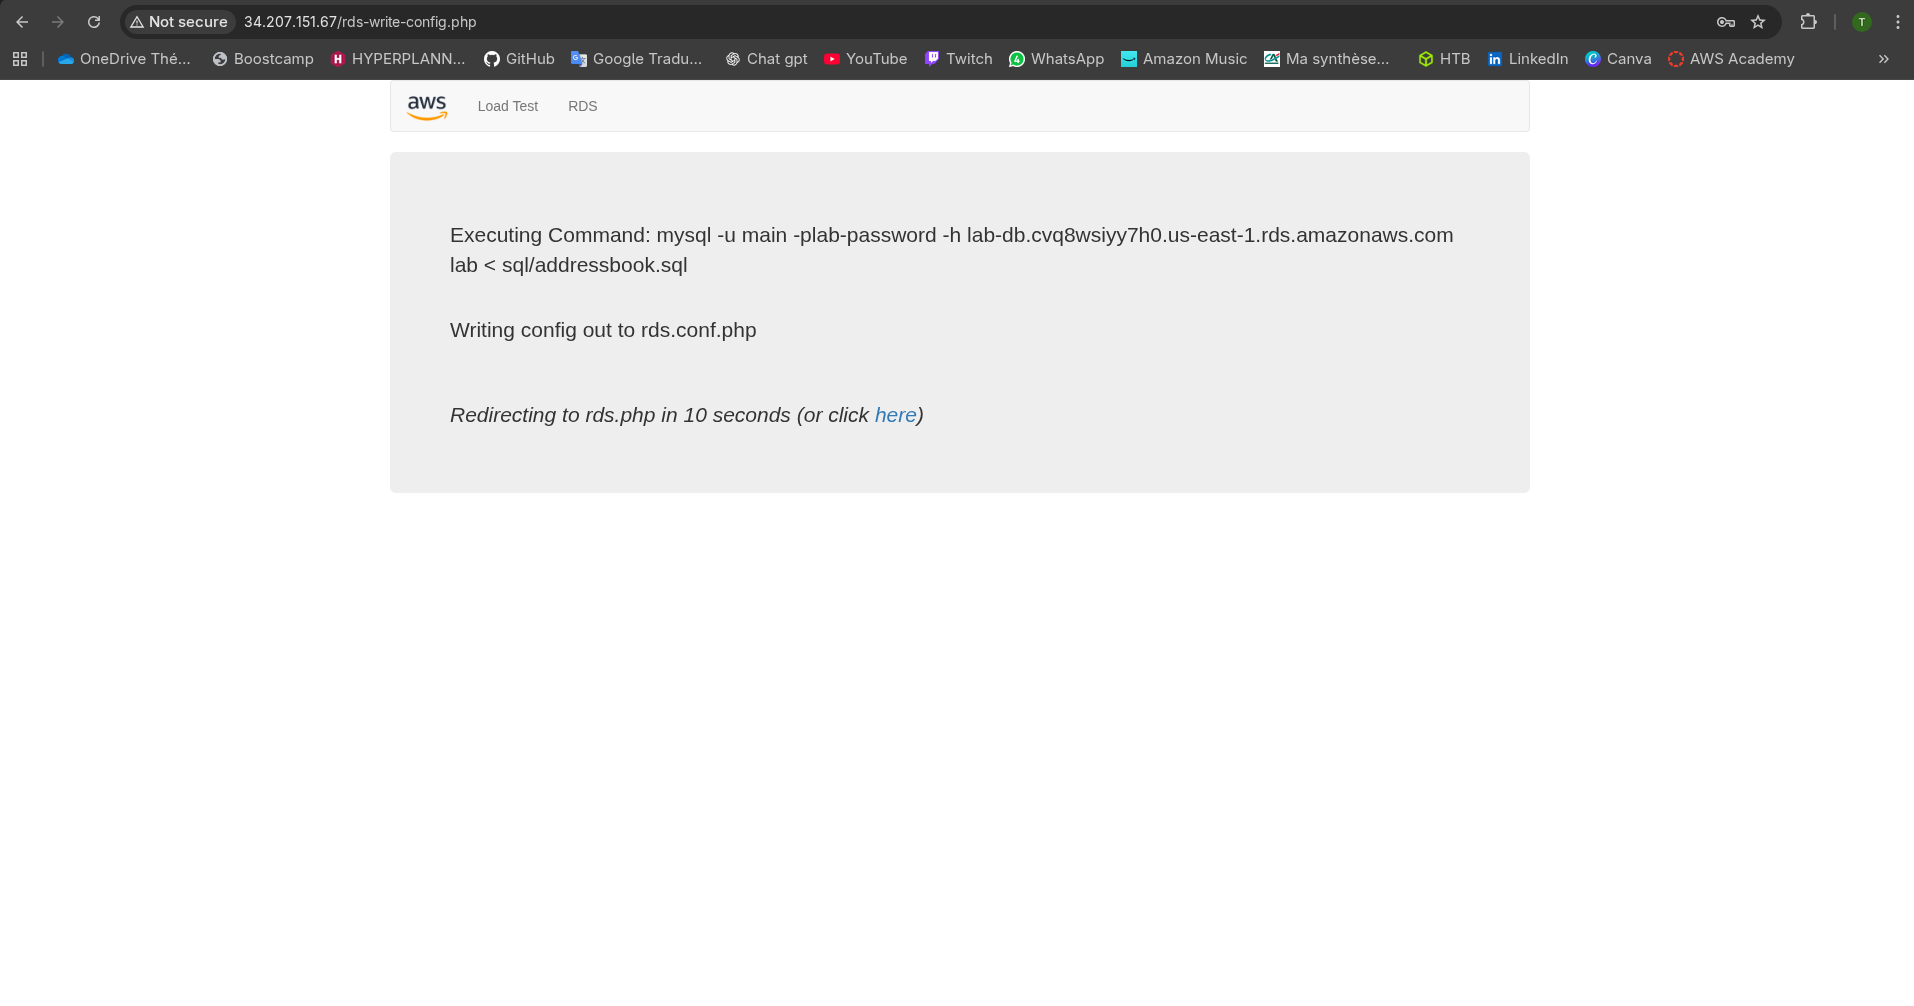 Not secure 34.207.151.67/rds-write-config.php T
OneDrive Thé... Boostcamp HYPERPLANN... GitHub Google Tradu... Chat gpt YouTube Twitch WhatsApp Amazon Music Ma synthèse... HTB LinkedIn Canva AWS Academy
aws Load Test RDS
Executing Command: mysql -u main -plab-password -h lab-db.cvq8wsiyy7h0.us-east-1.rds.amazonaws.com
lab < sql/addressbook.sql
Writing config out to rds.conf.php
Redirecting to rds.php in 10 seconds (or click here)